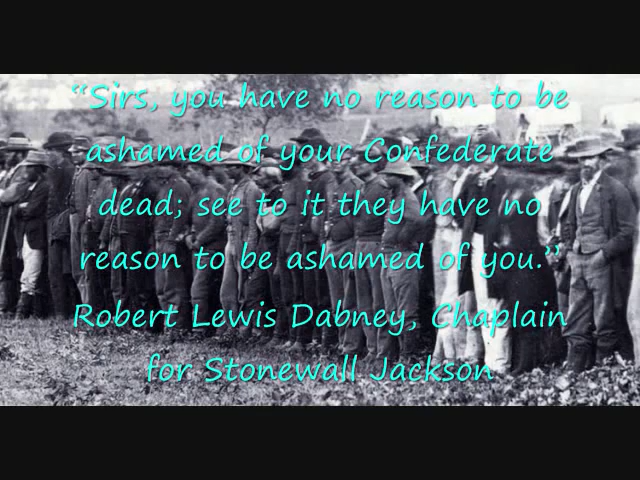 “Sirs, you have no reason to be
ashamed of your Confederate
dead; see to it they have no
reason to be ashamed of you.”
Robert Lewis Dabney, Chaplain
for Stonewall Jackson